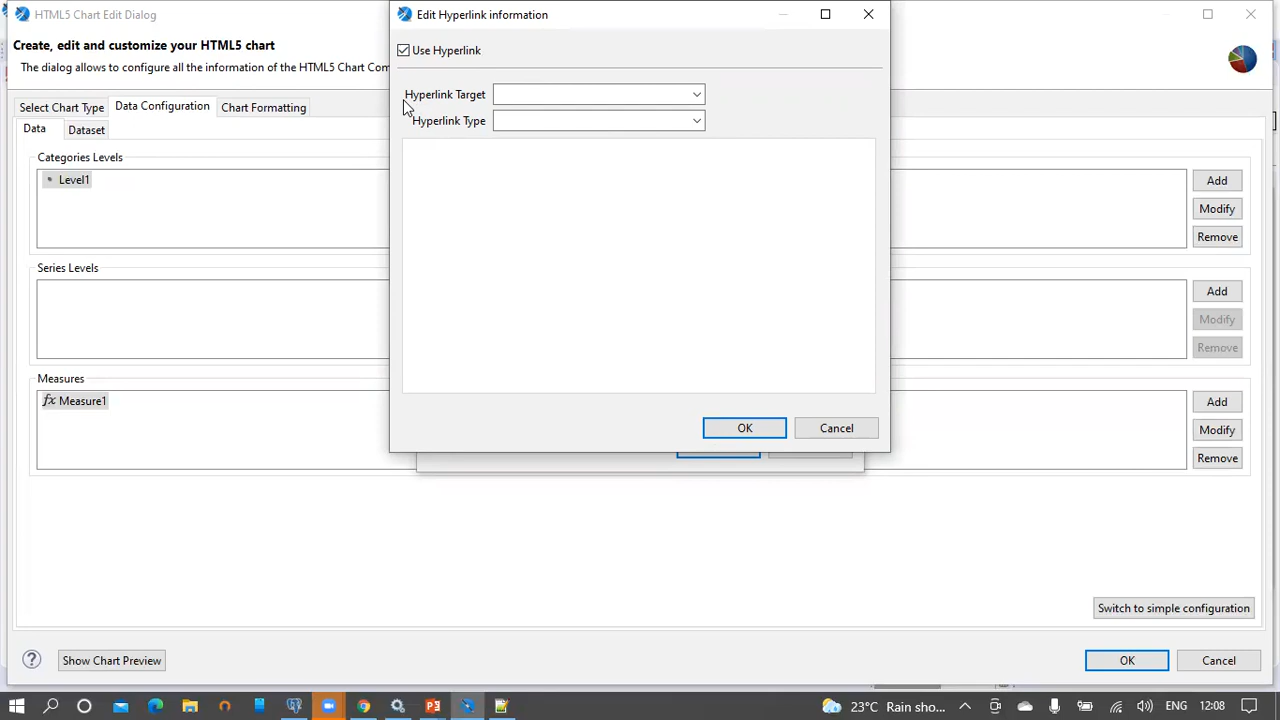 HTML5 Chart Edit Dialog
Create, edit and customize your HTML5 chart
The dialog allows to configure all the information of the HTML5 Chart Com
Select Chart Type
Data Configuration
Chart Formatting
Data
Dataset
Categories Levels
Level1
Add
Modify
Remove
Series Levels
Add
Modify
Remove
Measures
fx Measure1
Add
Modify
Remove
Edit Hyperlink information
Use Hyperlink
Hyperlink Target
Hyperlink Type
OK
Cancel
Switch to simple configuration
?
Show Chart Preview
OK
Cancel
23°C Rain sho...
ENG
12:08